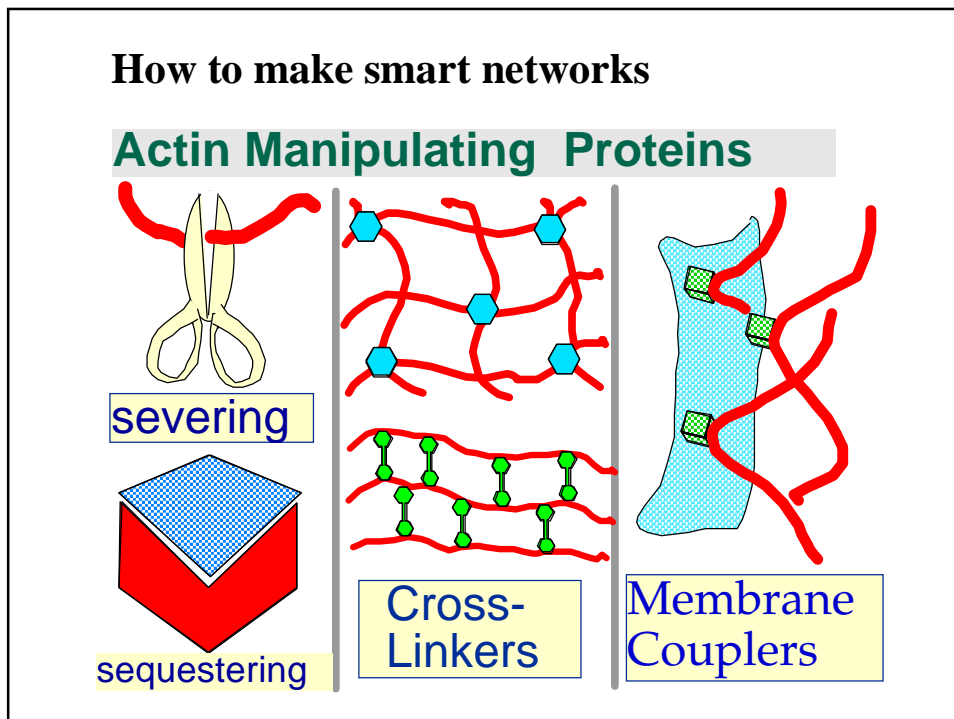 How to make smart networks
Actin Manipulating Proteins
severing
sequestering
Cross-
Linkers
Membrane
Couplers